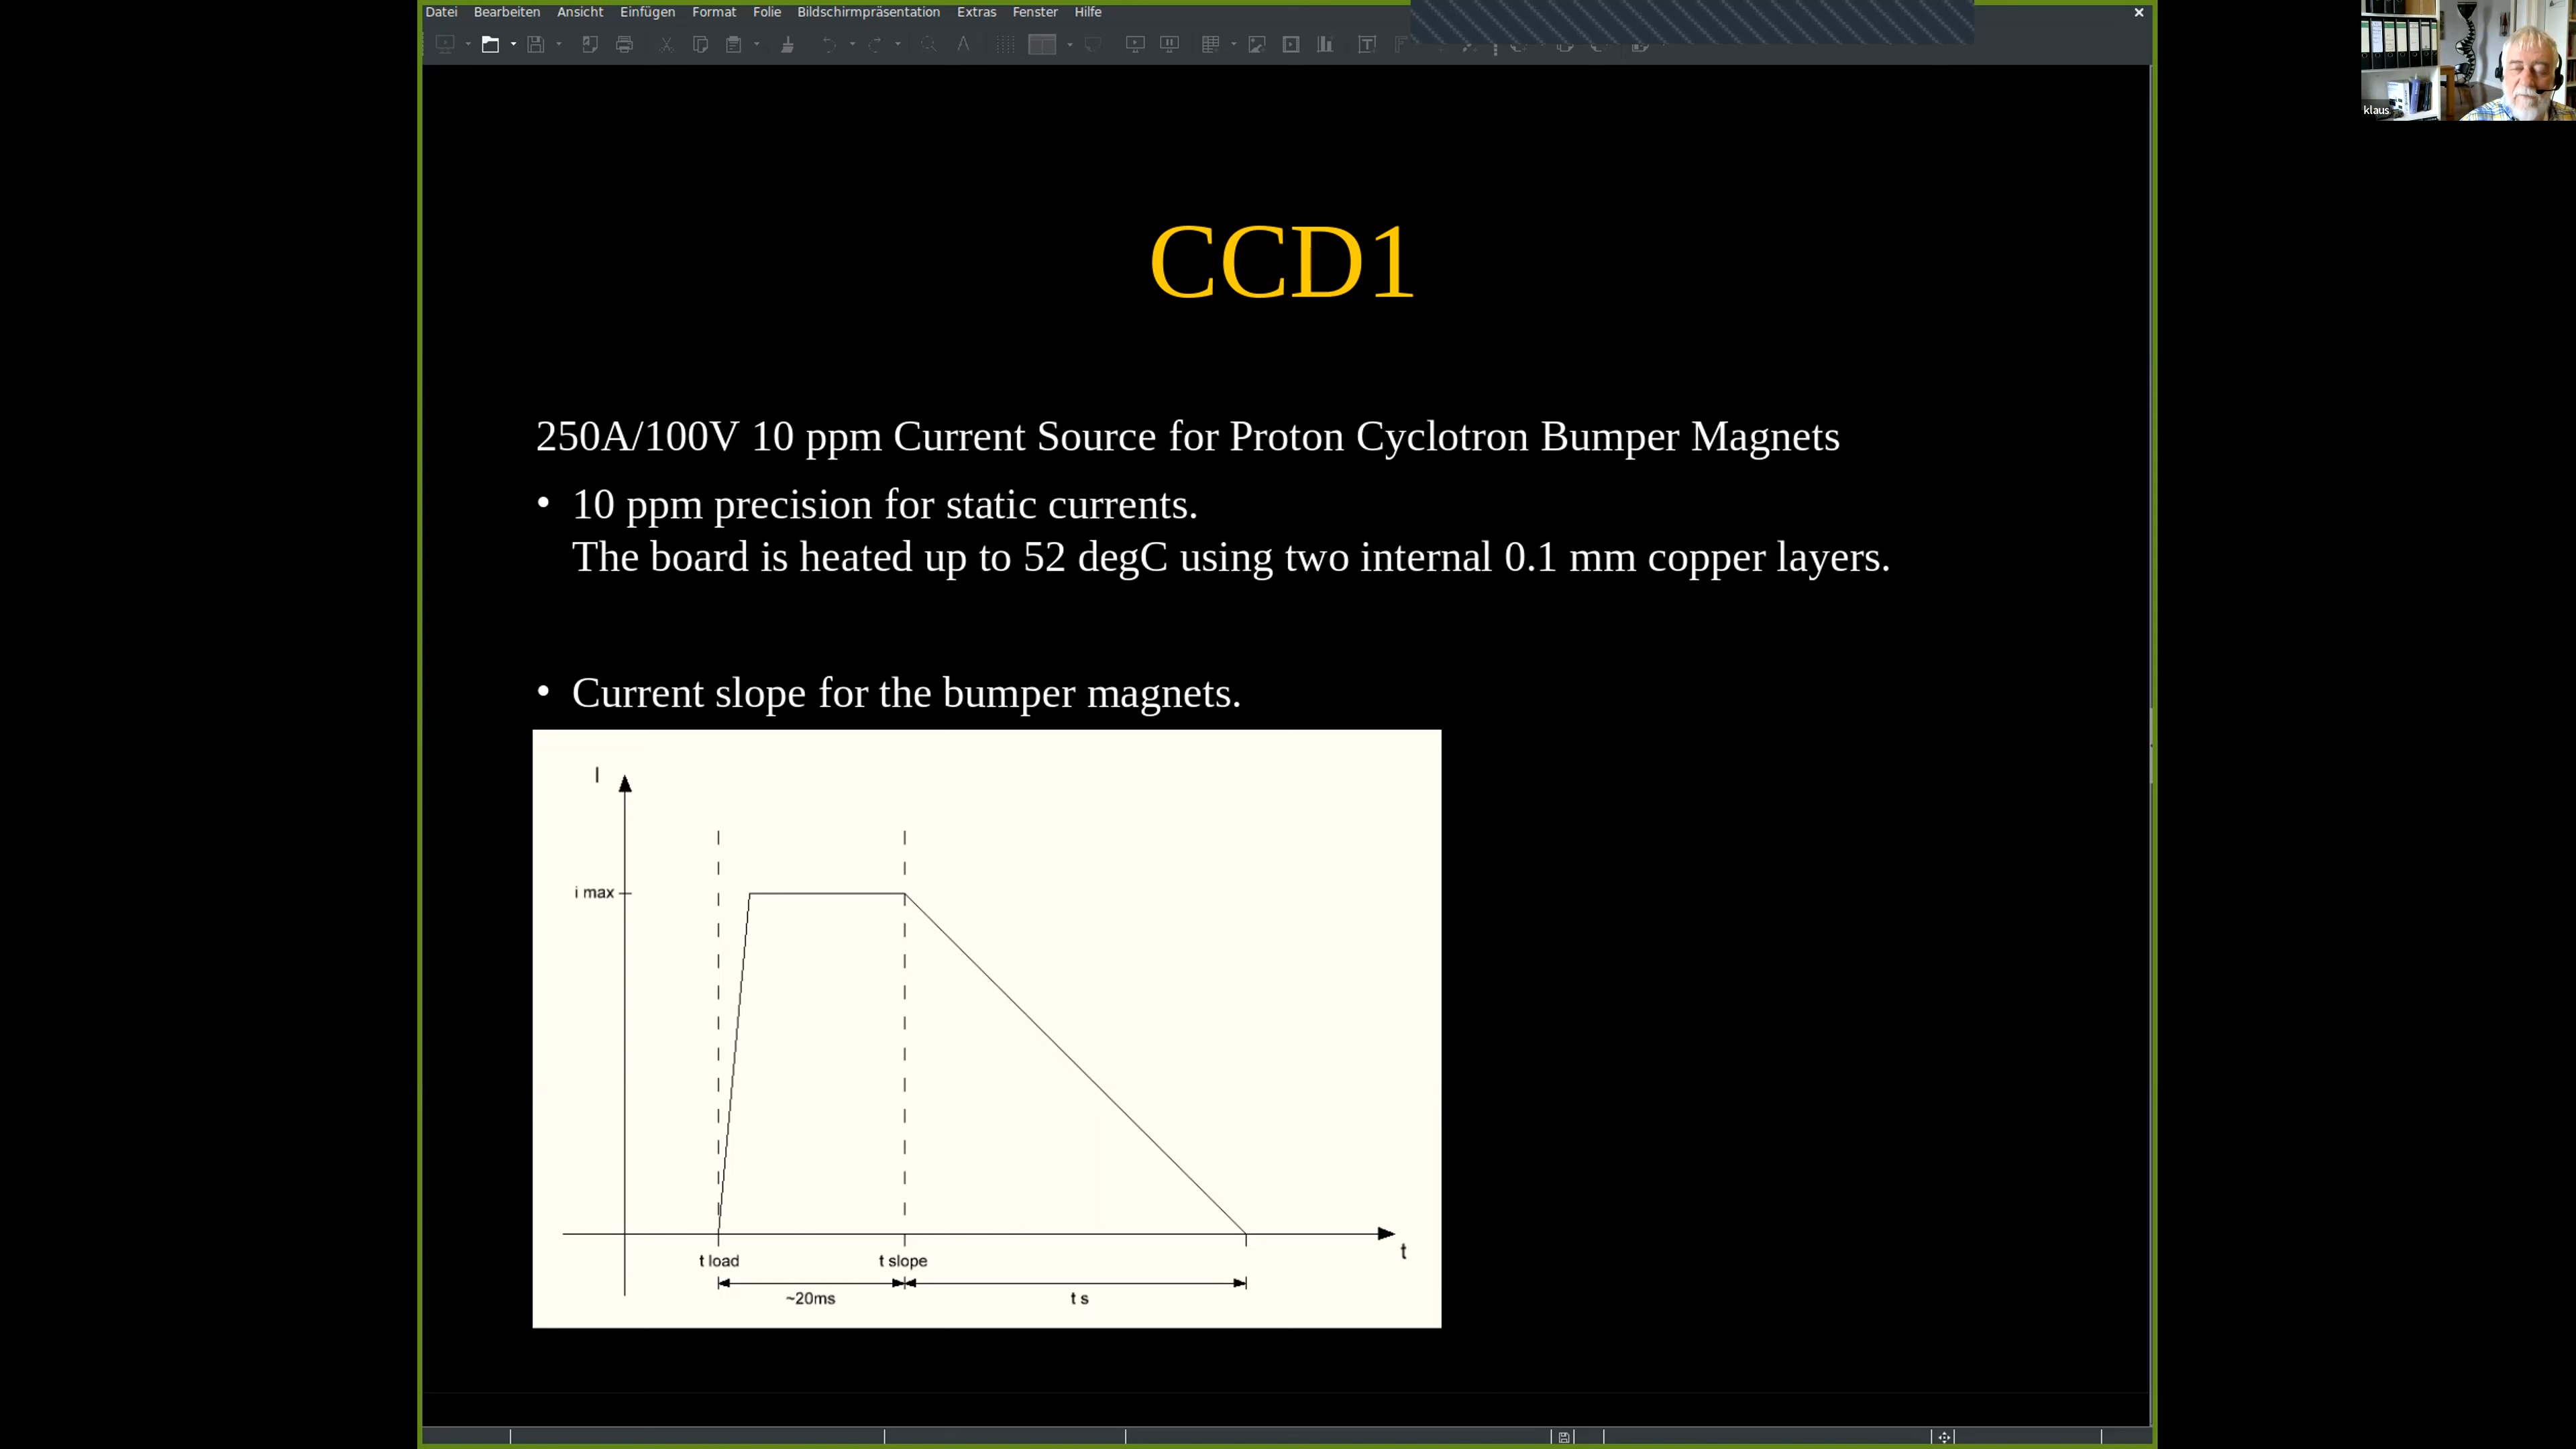 Datei Bearbeiten Ansicht Einfügen Format Folie Bildschirmpräsentation Extras Fenster Hilfe
klaus
CCD1
250A/100V 10 ppm Current Source for Proton Cyclotron Bumper Magnets
• 10 ppm precision for static currents.
The board is heated up to 52 degC using two internal 0.1 mm copper layers.
• Current slope for the bumper magnets.
I
i max
t load
t slope
t
~20ms
t s